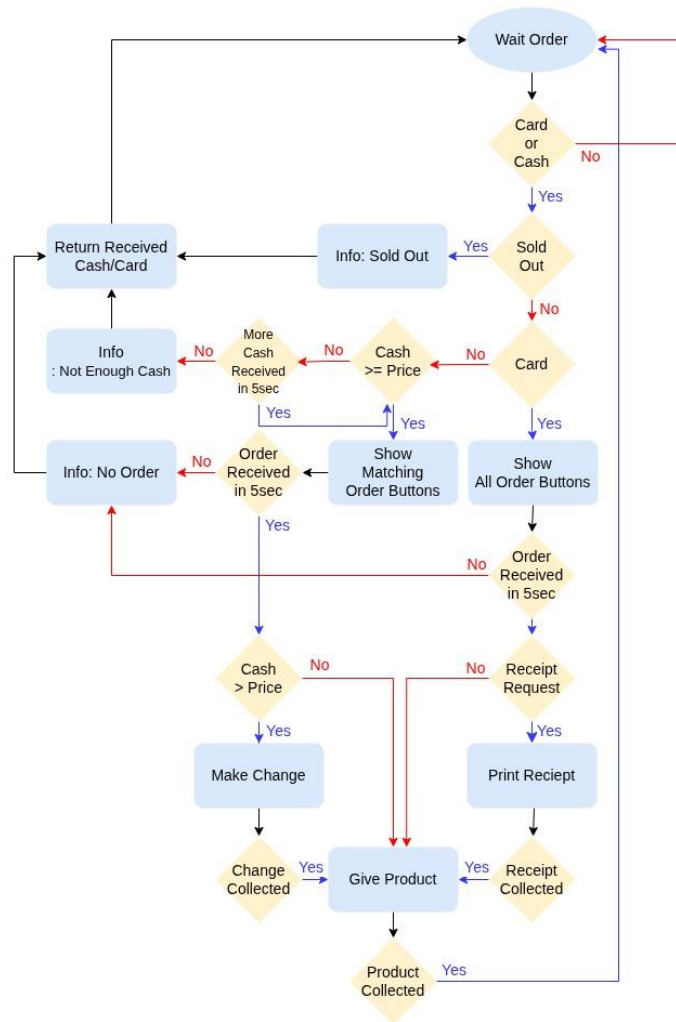 Wait Order
Card
or
Cash
No
Yes
Return Received
Cash/Card
Info: Sold Out
Yes
Sold
Out
No
Info
: Not Enough Cash
No
More
Cash
Received
in 5sec
No
Cash
>= Price
No
Card
Yes
Yes
Yes
Info: No Order
No
Order
Received
in 5sec
Show
Matching
Order Buttons
Show
All Order Buttons
Yes
No
Order
Received
in 5sec
Yes
Cash
> Price
No
No
Receipt
Request
Yes
Yes
Make Change
Print Reciept
Change
Collected
Yes
Give Product
Yes
Receipt
Collected
Product
Collected
Yes